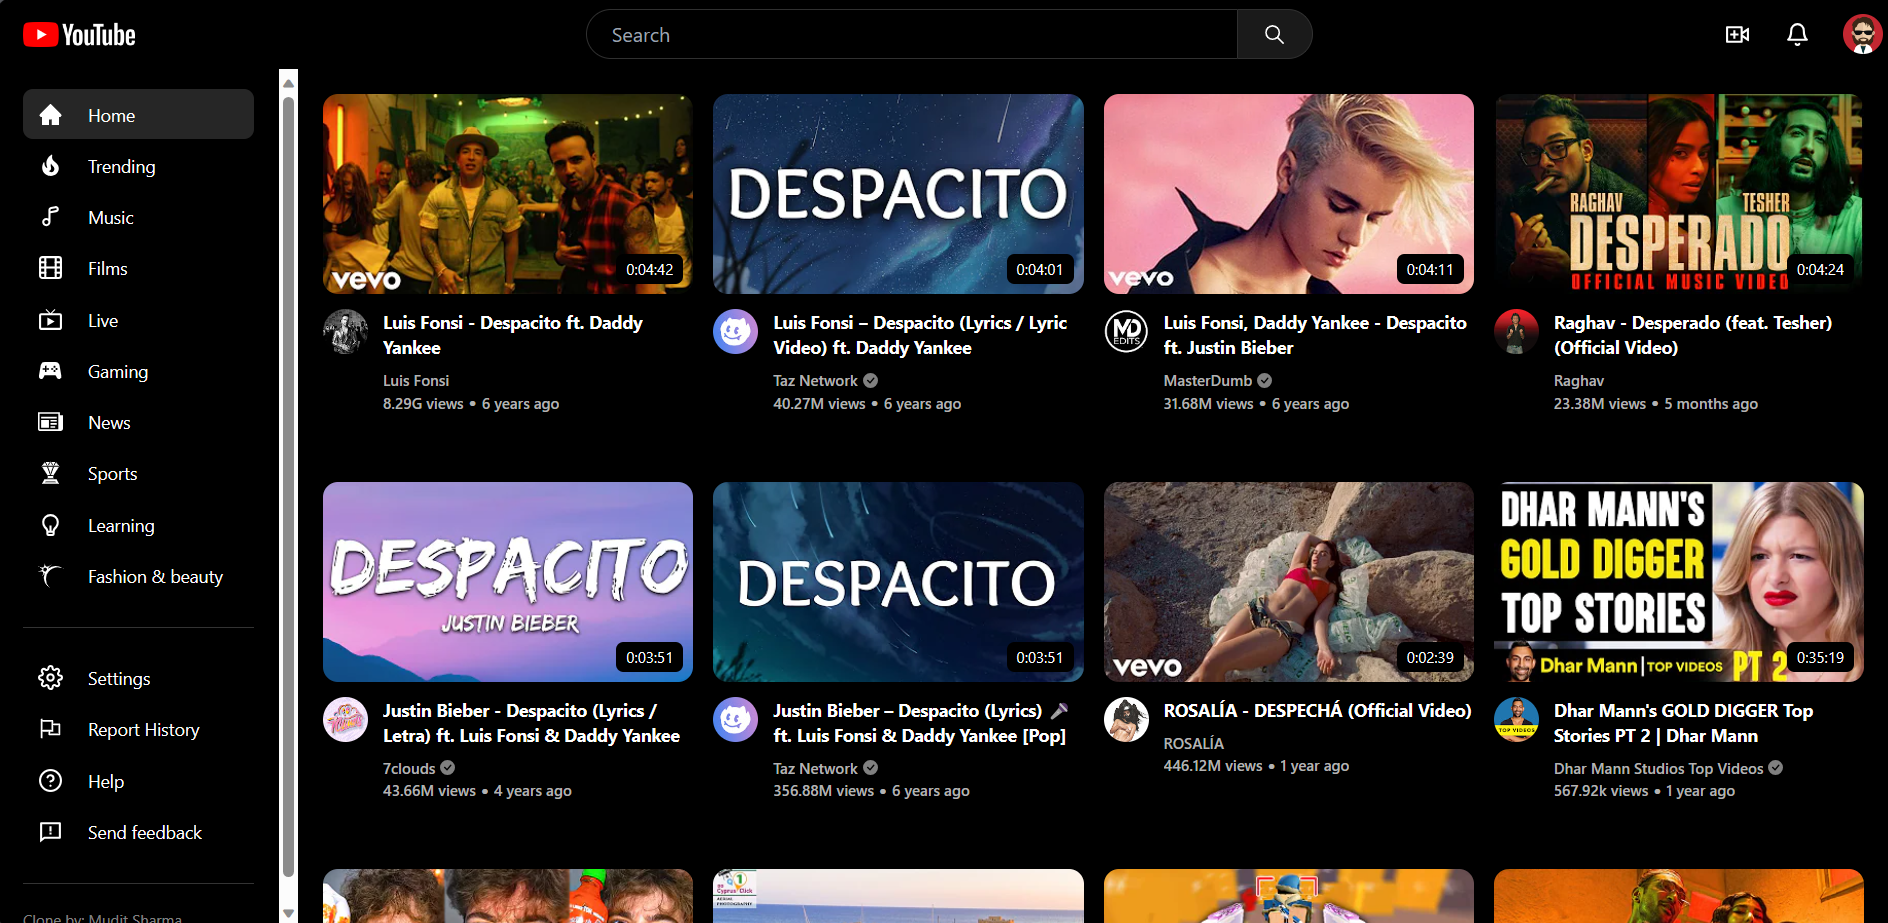 YouTube
Search
Home
Trending
Music
Films
Live
Gaming
News
Sports
Learning
Fashion & beauty
Settings
Report History
Help
Send feedback
Clone by: Mudit Sharma
vevo
0:04:42
Luis Fonsi - Despacito ft. Daddy
Yankee
Luis Fonsi
8.29G views • 6 years ago
DESPACITO
0:04:01
Luis Fonsi – Despacito (Lyrics / Lyric
Video) ft. Daddy Yankee
Taz Network
40.27M views • 6 years ago
vevo
0:04:11
MD
EDITS
Luis Fonsi, Daddy Yankee - Despacito
ft. Justin Bieber
MasterDumb
31.68M views • 6 years ago
RAGHAV TESHER
DESPERADO
OFFICIAL MUSIC VIDEO
0:04:24
Raghav - Desperado (feat. Tesher)
(Official Video)
Raghav
23.38M views • 5 months ago
DESPACITO
JUSTIN BIEBER
0:03:51
Justin Bieber - Despacito (Lyrics /
Letra) ft. Luis Fonsi & Daddy Yankee
7clouds
43.66M views • 4 years ago
DESPACITO
0:03:51
Justin Bieber – Despacito (Lyrics) 🎤
ft. Luis Fonsi & Daddy Yankee [Pop]
Taz Network
356.88M views • 6 years ago
vevo
0:02:39
ROSALÍA - DESPECHÁ (Official Video)
ROSALÍA
446.12M views • 1 year ago
DHAR MANN'S
GOLD DIGGER
TOP STORIES
Dhar Mann | TOP VIDEOS PT 2
0:35:19
TOP VIDEOS
Dhar Mann's GOLD DIGGER Top
Stories PT 2 | Dhar Mann
Dhar Mann Studios Top Videos
567.92k views • 1 year ago
1
Cyprus Click
AERIAL
PHOTOGRAPHY